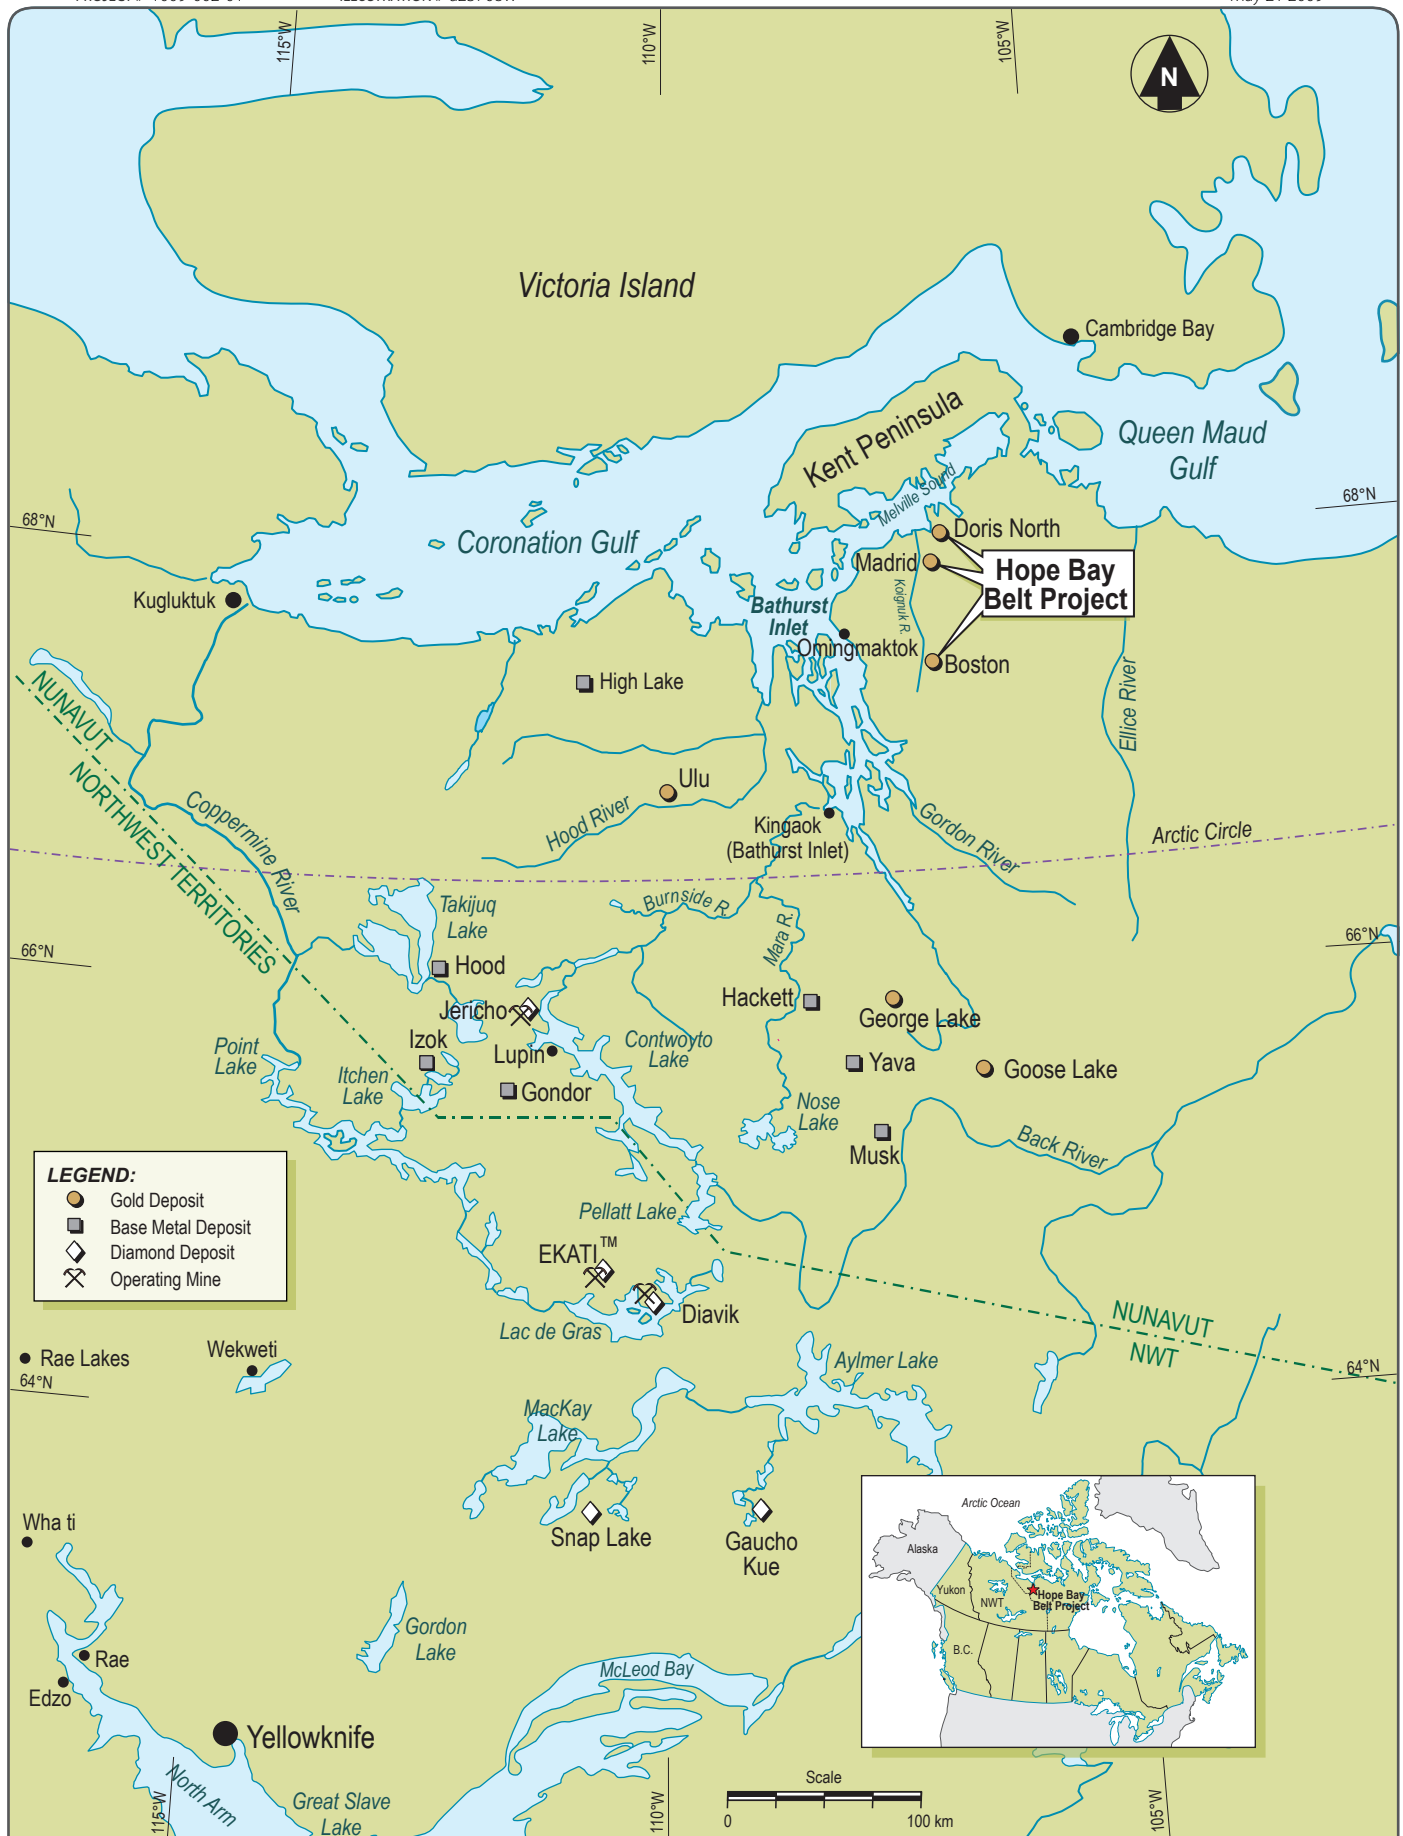 115°W
110°W
105°W
N
Victoria Island
Cambridge Bay
Kent Peninsula
Queen Maud
Gulf
Melville Sound
68°N
68°N
Coronation Gulf
Doris North
Madrid
Hope Bay
Belt Project
Kugluktuk
Koignuk R.
Bathurst
Inlet
Omingmaktok
Boston
High Lake
Ellice River
NUNAVUT
NORTHWEST TERRITORIES
Ulu
Coppermine River
Hood River
Kingaok
(Bathurst Inlet)
Gordon River
Arctic Circle
Takijuq
Lake
Burnside R.
Mara R.
66°N
66°N
Hood
Hackett
George Lake
Jericho
Izok
Lupin
Contwoyto
Lake
Point
Lake
Yava
Goose Lake
Itchen
Lake
Gondor
Nose
Lake
Musk
Back River
LEGEND:
Gold Deposit
Base Metal Deposit
Diamond Deposit
Operating Mine
Pellatt Lake
EKATI™
Diavik
Lac de Gras
NUNAVUT
NWT
Rae Lakes
Wekweti
64°N
64°N
Aylmer Lake
MacKay
Lake
Snap Lake
Gaucho
Kue
Wha ti
Arctic Ocean
Alaska
Yukon
NWT
Hope Bay
Belt Project
B.C.
Gordon
Lake
Rae
Edzo
McLeod Bay
Yellowknife
North Arm
Great Slave
Lake
115°W
110°W
105°W
Scale
0
100 km